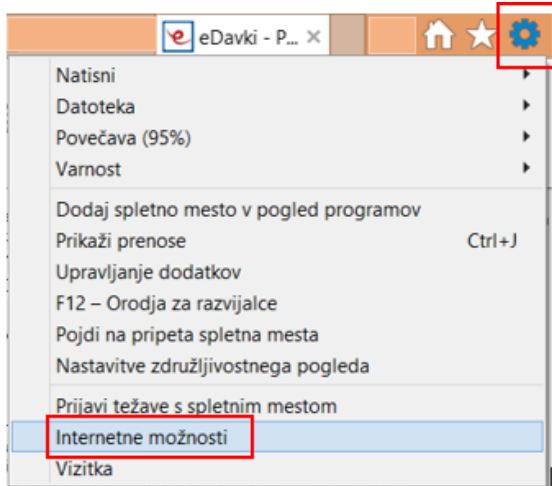 eDavki - P...
Natisni
Datoteka
Povečava (95%)
Varnost
Dodaj spletno mesto v pogled programov
Prikaži prenose Ctrl+J
Upravljanje dodatkov
F12 – Orodja za razvijalce
Pojdi na pripeta spletna mesta
Nastavitve združljivostnega pogleda
Prijavi težave s spletnim mestom
Internetne možnosti
Vizitka